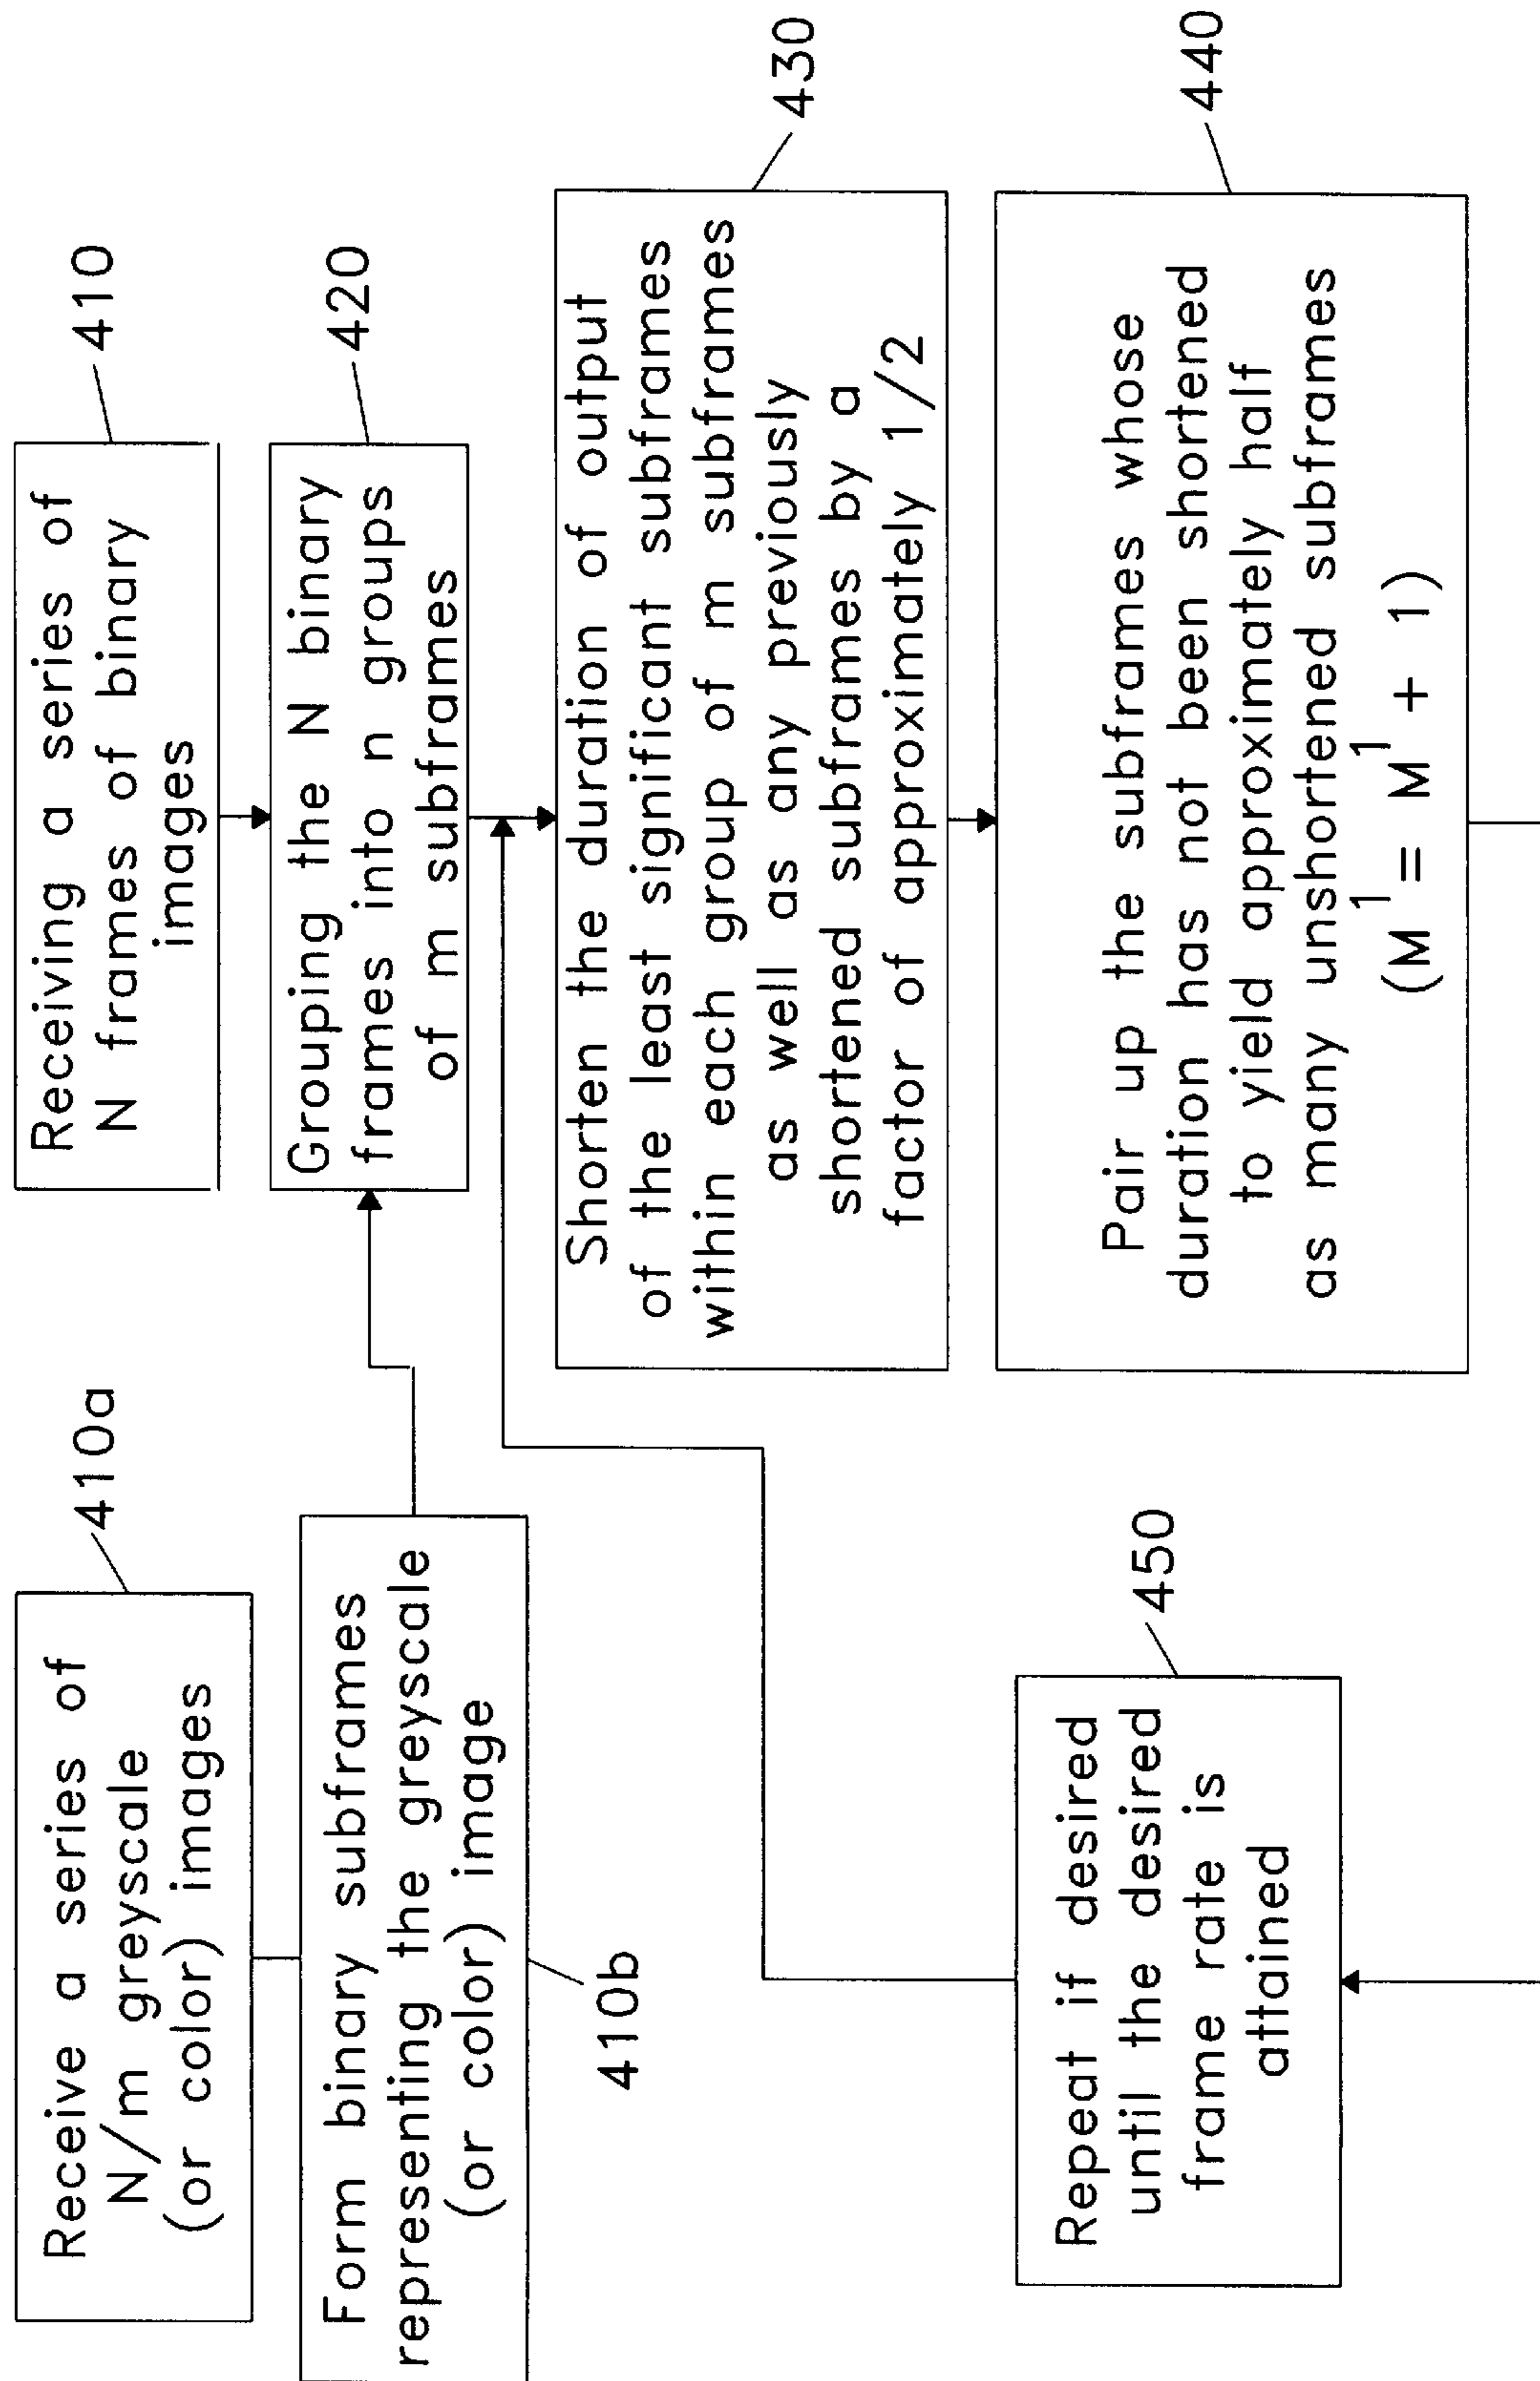 410
Receiving a series of
N frames of binary
images
420
Grouping the N binary
frames into n groups
of m subframes
430
Shorten the duration of output
of the least significant subframes
within each group of m subframes
as well as any previously
shortened subframes by a
factor of approximately 1/2
440
Pair up the subframes whose
duration has not been shortened
to yield approximately half
as many unshortened subframes
(M¹ = M¹ + 1)
410a
Receive a series of
N/m greyscale
(or color) images
Form binary subframes
representing the greyscale
(or color) image
410b
450
Repeat if desired
until the desired
frame rate is
attained